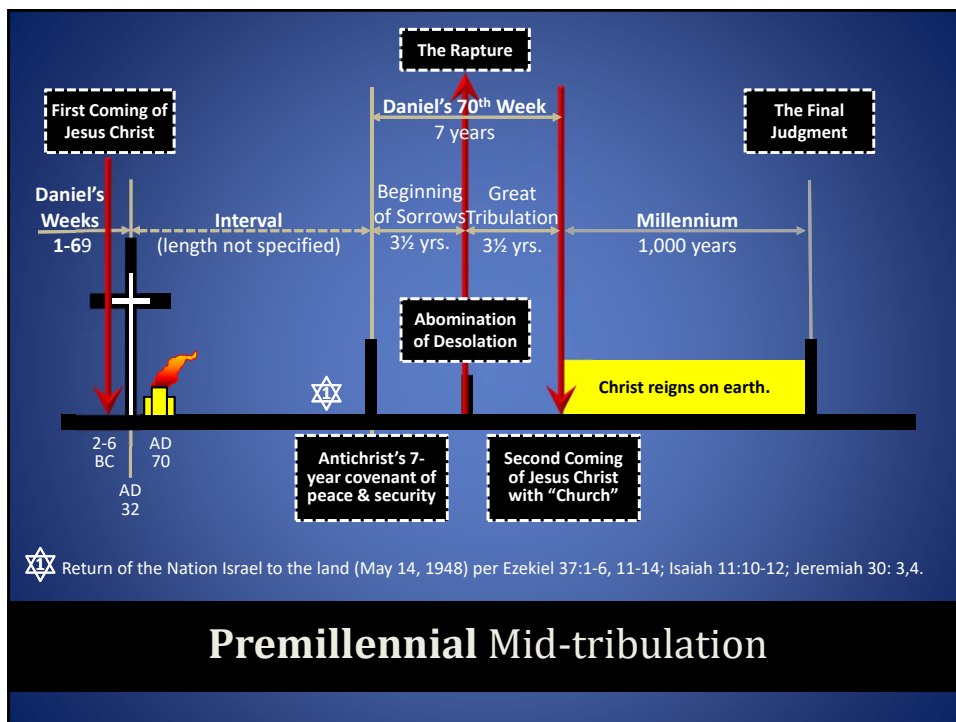 The Rapture
First Coming of
Jesus Christ
Daniel’s 70th Week
7 years
The Final
Judgment
Daniel’s
Weeks
1-69
Interval
(length not specified)
Beginning
of Sorrows
3½ yrs.
Great
Tribulation
3½ yrs.
Millennium
1,000 years
Abomination
of Desolation
Christ reigns on earth.
1
2-6
BC
AD
70
AD
32
Antichrist’s 7-
year covenant of
peace & security
Second Coming
of Jesus Christ
with “Church”
1 Return of the Nation Israel to the land (May 14, 1948) per Ezekiel 37:1-6, 11-14; Isaiah 11:10-12; Jeremiah 30: 3,4.
Premillennial Mid-tribulation